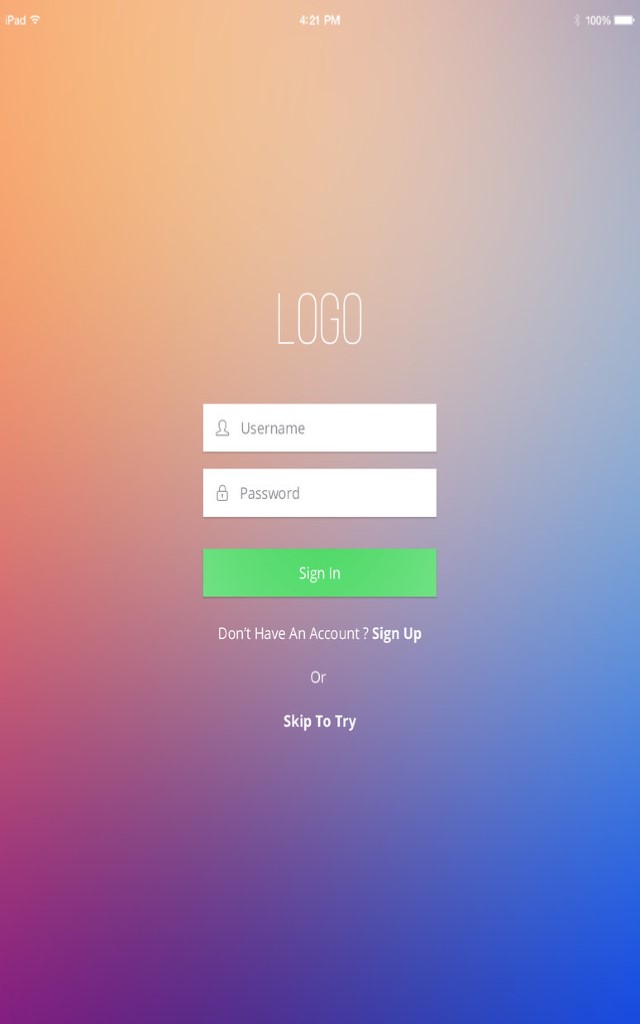 iPad 4:21 PM 100%
LOGO
Username
Password
Sign In
Don't Have An Account ? Sign Up
Or
Skip To Try